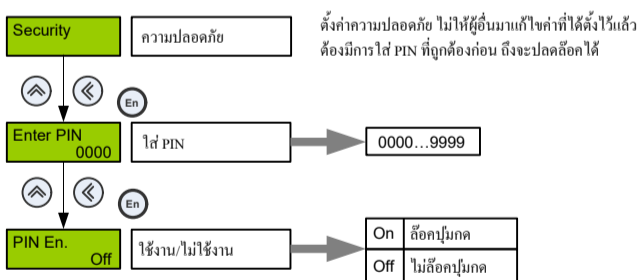 Security
ความปลอดภัย
ตั้งค่าความปลอดภัย ไม่ให้ผู้อื่นมาแก้ไขค่าที่ได้ตั้งไว้แล้ว
ต้องมีการใส่ PIN ที่ถูกต้องก่อน ถึงจะปลดล๊อคได้
En
Enter PIN
0000
ใส่ PIN
0000...9999
En
PIN En.
Off
ใช้งาน/ไม่ใช้งาน
On ล๊อคปุ่มกด
Off ไม่ล๊อคปุ่มกด